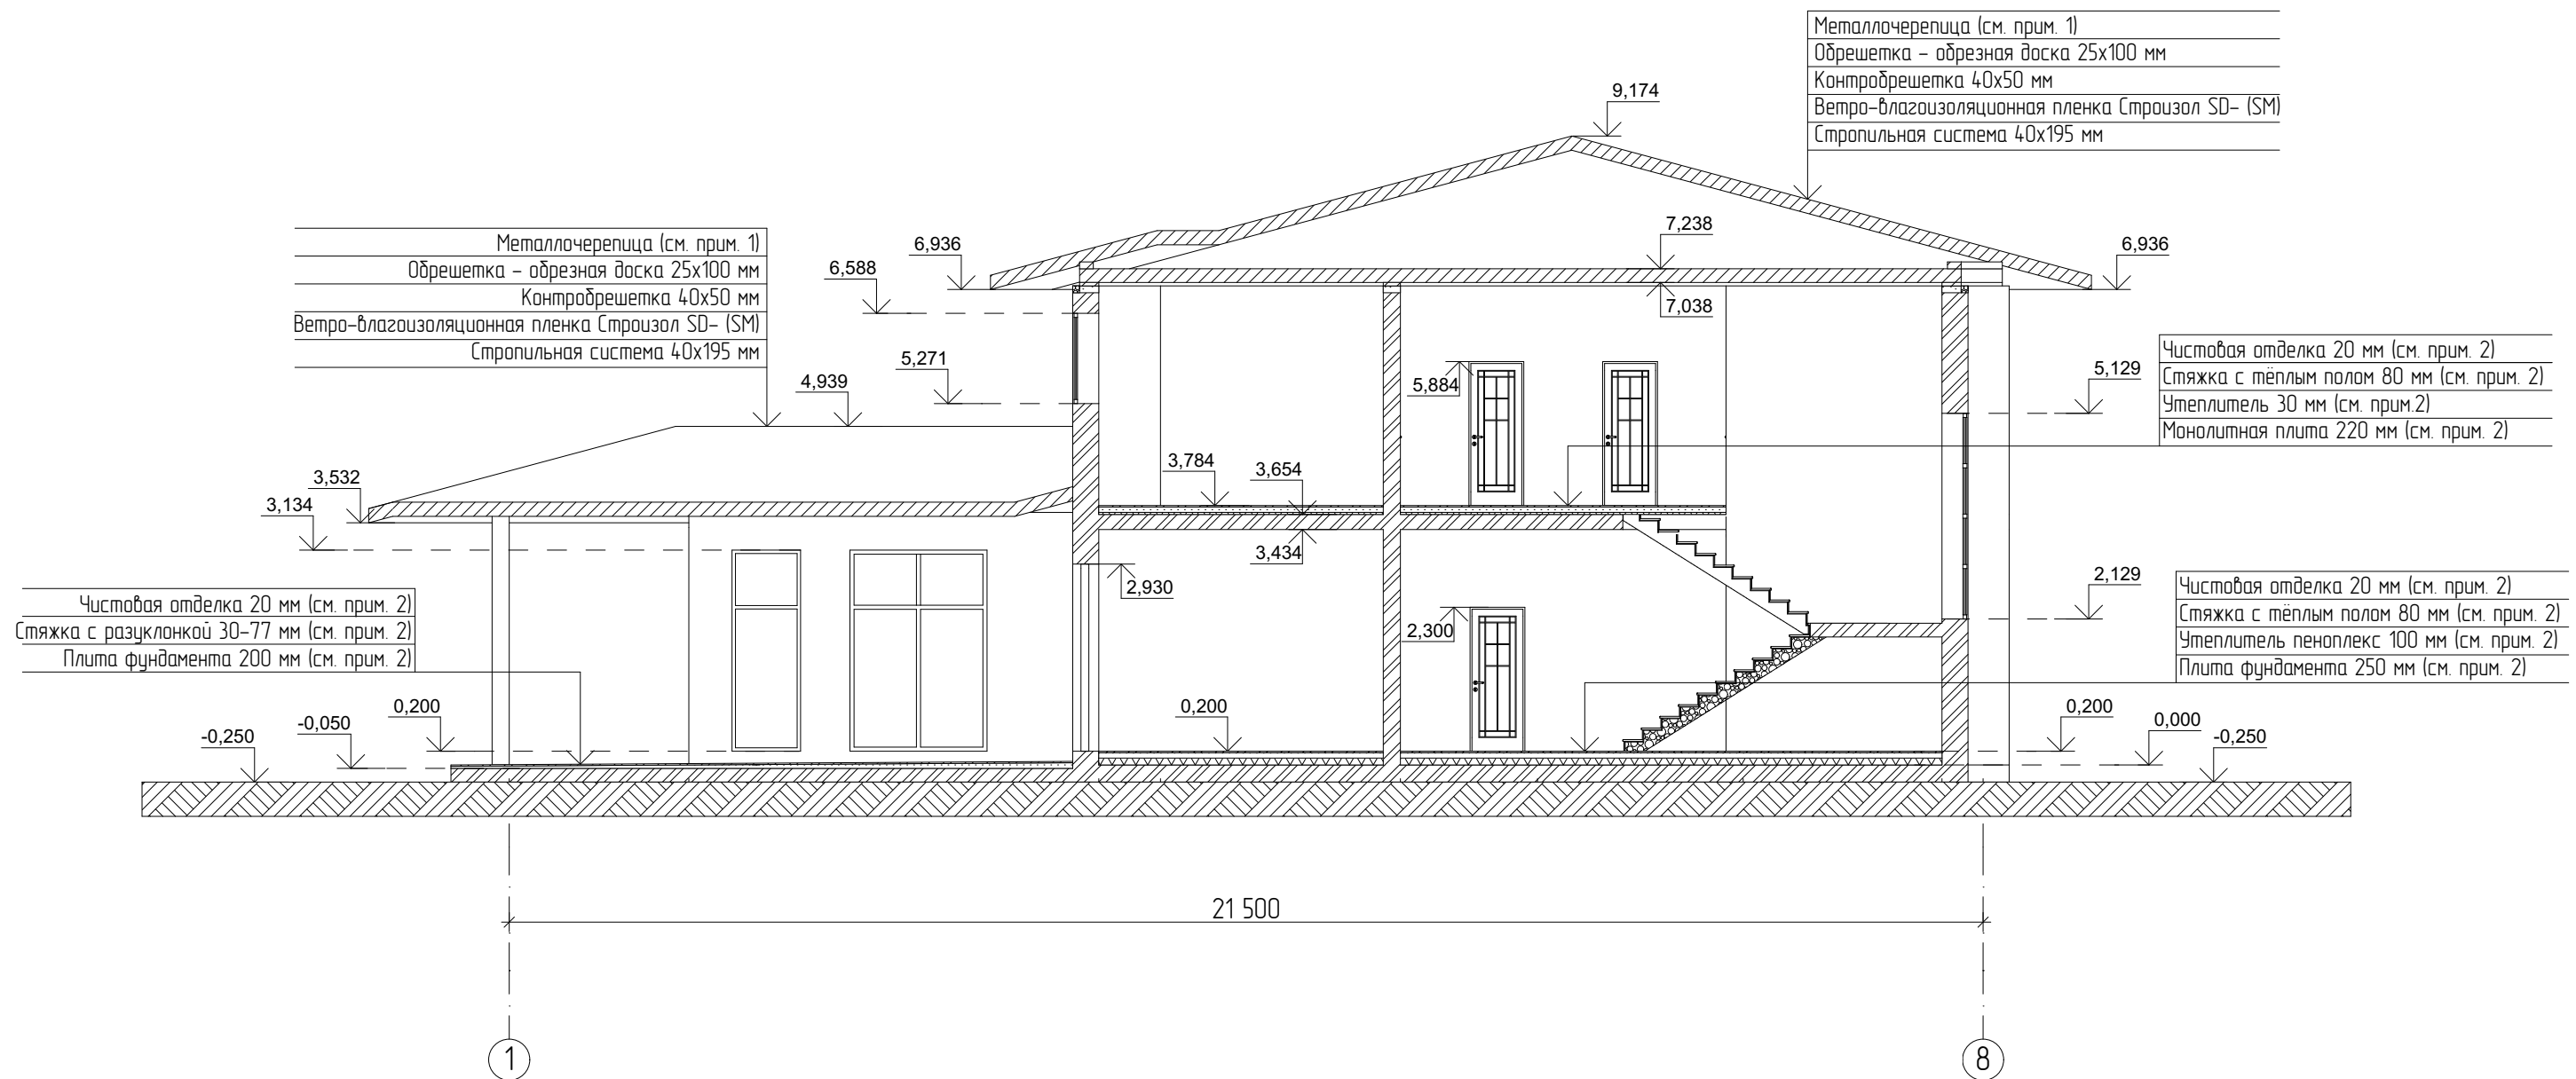 Металлочерепица (см. прим. 1)
Обрешетка – обрезная доска 25х100 мм
Контробрешетка 40х50 мм
Ветро-влагоизоляционная пленка Строизол SD- (SM)
Стропильная система 40х195 мм
9,174
7,238
7,038
6,936
6,936
6,588
5,271
Металлочерепица (см. прим. 1)
Обрешетка – обрезная доска 25х100 мм
Контробрешетка 40х50 мм
Ветро-влагоизоляционная пленка Строизол SD- (SM)
Стропильная система 40х195 мм
4,939
5,884
5,129
Чистовая отделка 20 мм (см. прим. 2)
Стяжка с тёплым полом 80 мм (см. прим. 2)
Утеплитель 30 мм (см. прим.2)
Монолитная плита 220 мм (см. прим. 2)
3,784
3,654
3,434
3,532
3,134
2,930
2,300
2,129
Чистовая отделка 20 мм (см. прим. 2)
Стяжка с разуклонкой 30-77 мм (см. прим. 2)
Плита фундамента 200 мм (см. прим. 2)
Чистовая отделка 20 мм (см. прим. 2)
Стяжка с тёплым полом 80 мм (см. прим. 2)
Утеплитель пеноплекс 100 мм (см. прим. 2)
Плита фундамента 250 мм (см. прим. 2)
-0,250
-0,050
0,200
0,200
0,200
0,000
-0,250
21 500
1
8